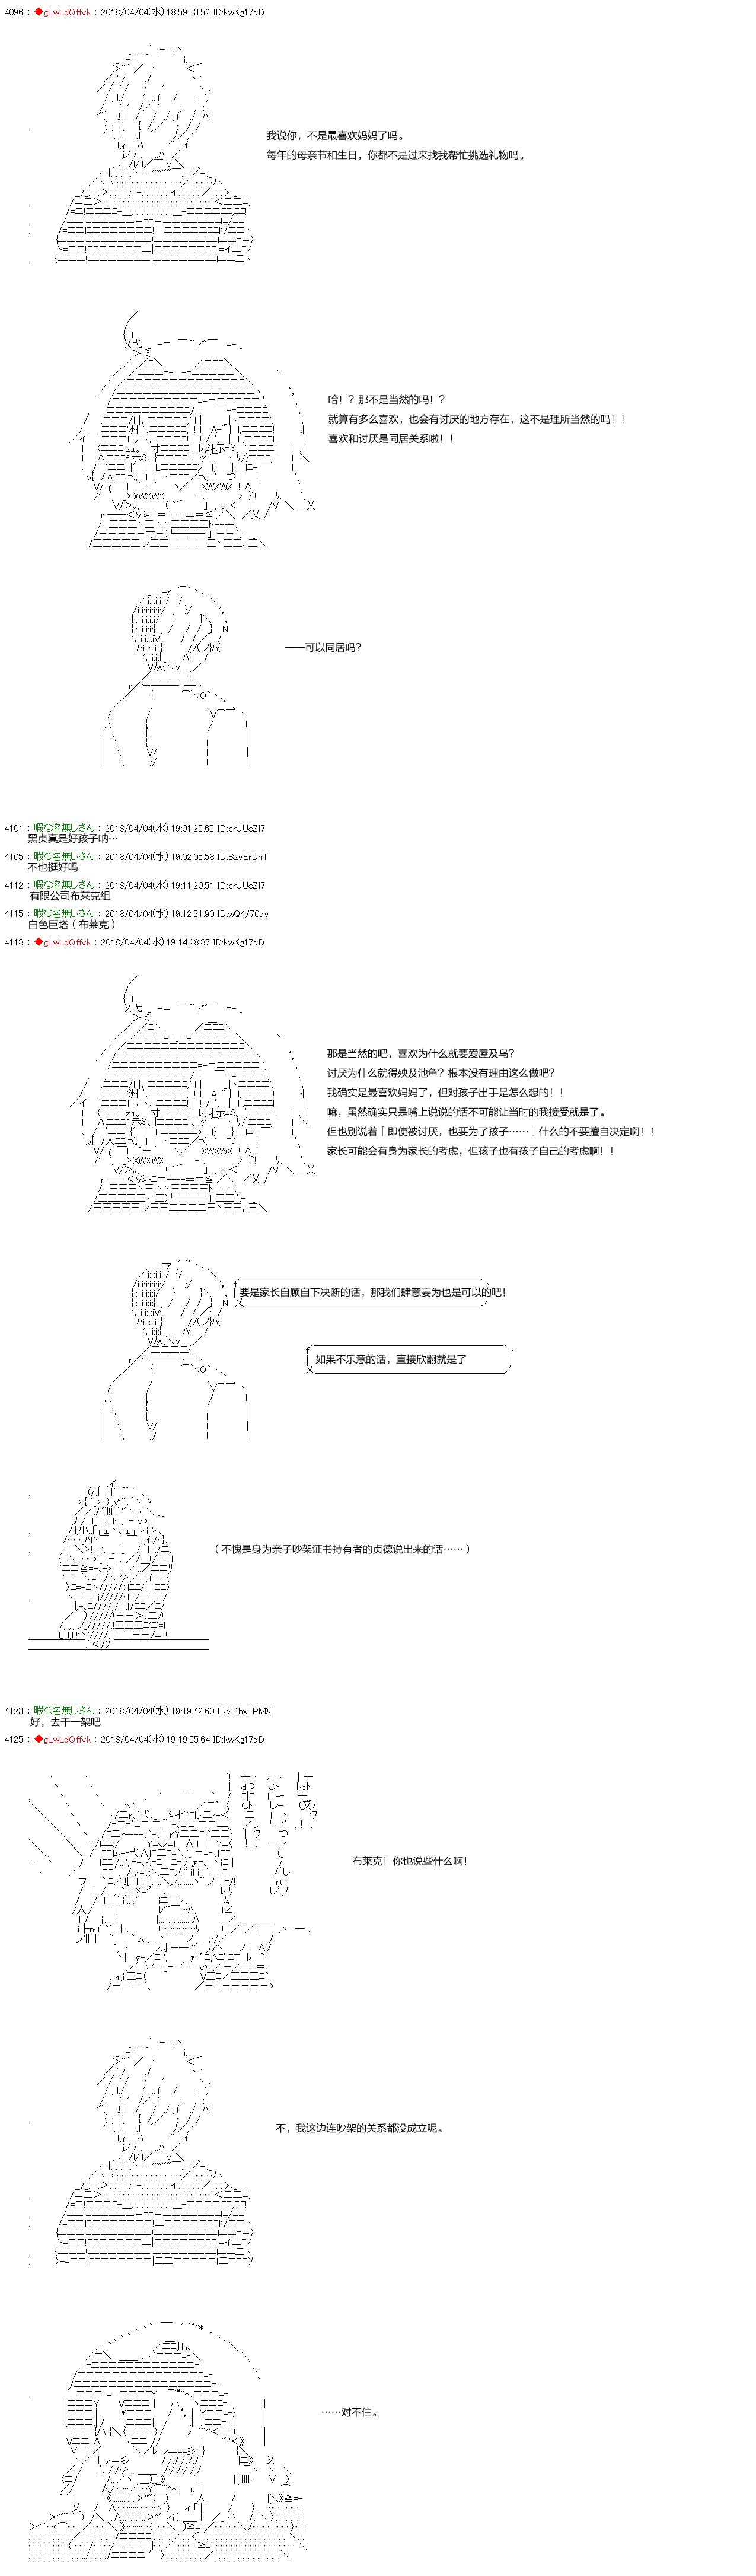 4096 : ◆gLwLdQffvk : 2018/04/04(水) 18:59:53.52 ID:kwKg17qD
我说你，不是最喜欢妈妈了吗。
每年的母亲节和生日，你都不是过来找我帮忙挑选礼物吗。
哈！？那不是当然的吗！？
就算有多么喜欢，也会有讨厌的地方存在，这不是理所当然的吗！！
喜欢和讨厌是同居关系啦！！
——可以同居吗？
4101 : 暇な名無しさん : 2018/04/04(水) 19:01:25.65 ID:prUUcZI7
黑贞真是好孩子呐…
4105 : 暇な名無しさん : 2018/04/04(水) 19:02:05.58 ID:BzvErDnT
不也挺好吗
4112 : 暇な名無しさん : 2018/04/04(水) 19:11:20.51 ID:prUUcZI7
有限公司布莱克组
4115 : 暇な名無しさん : 2018/04/04(水) 19:12:31.90 ID:wQ4/70dv
白色巨塔（布莱克）
4118 : ◆gLwLdQffvk : 2018/04/04(水) 19:14:28.87 ID:kwKg17qD
那是当然的吧，喜欢为什么就要爱屋及乌？
讨厌为什么就得殃及池鱼？根本没有理由这么做吧？
我确实是最喜欢妈妈了，但对孩子出手是怎么想的！！
嘛，虽然确实只是嘴上说说的话不可能让当时的我接受就是了。
但也别说着「即使被讨厌，也要为了孩子……」什么的不要擅自决定啊！！
家长可能会有身为家长的考虑，但孩子也有孩子自己的考虑啊！！
要是家长自顾自下决断的话，那我们肆意妄为也是可以的吧！
如果不乐意的话，直接欣翻就是了
（不愧是身为亲子吵架证书持有者的贞德说出来的话……）
4123 : 暇な名無しさん : 2018/04/04(水) 19:19:42.60 ID:Z4bxFPMX
好，去干一架吧
4125 : ◆gLwLdQffvk : 2018/04/04(水) 19:19:55.64 ID:kwKg17qD
布莱克！你也说些什么啊！
不，我这边连吵架的关系都没成立呢。
……对不住。